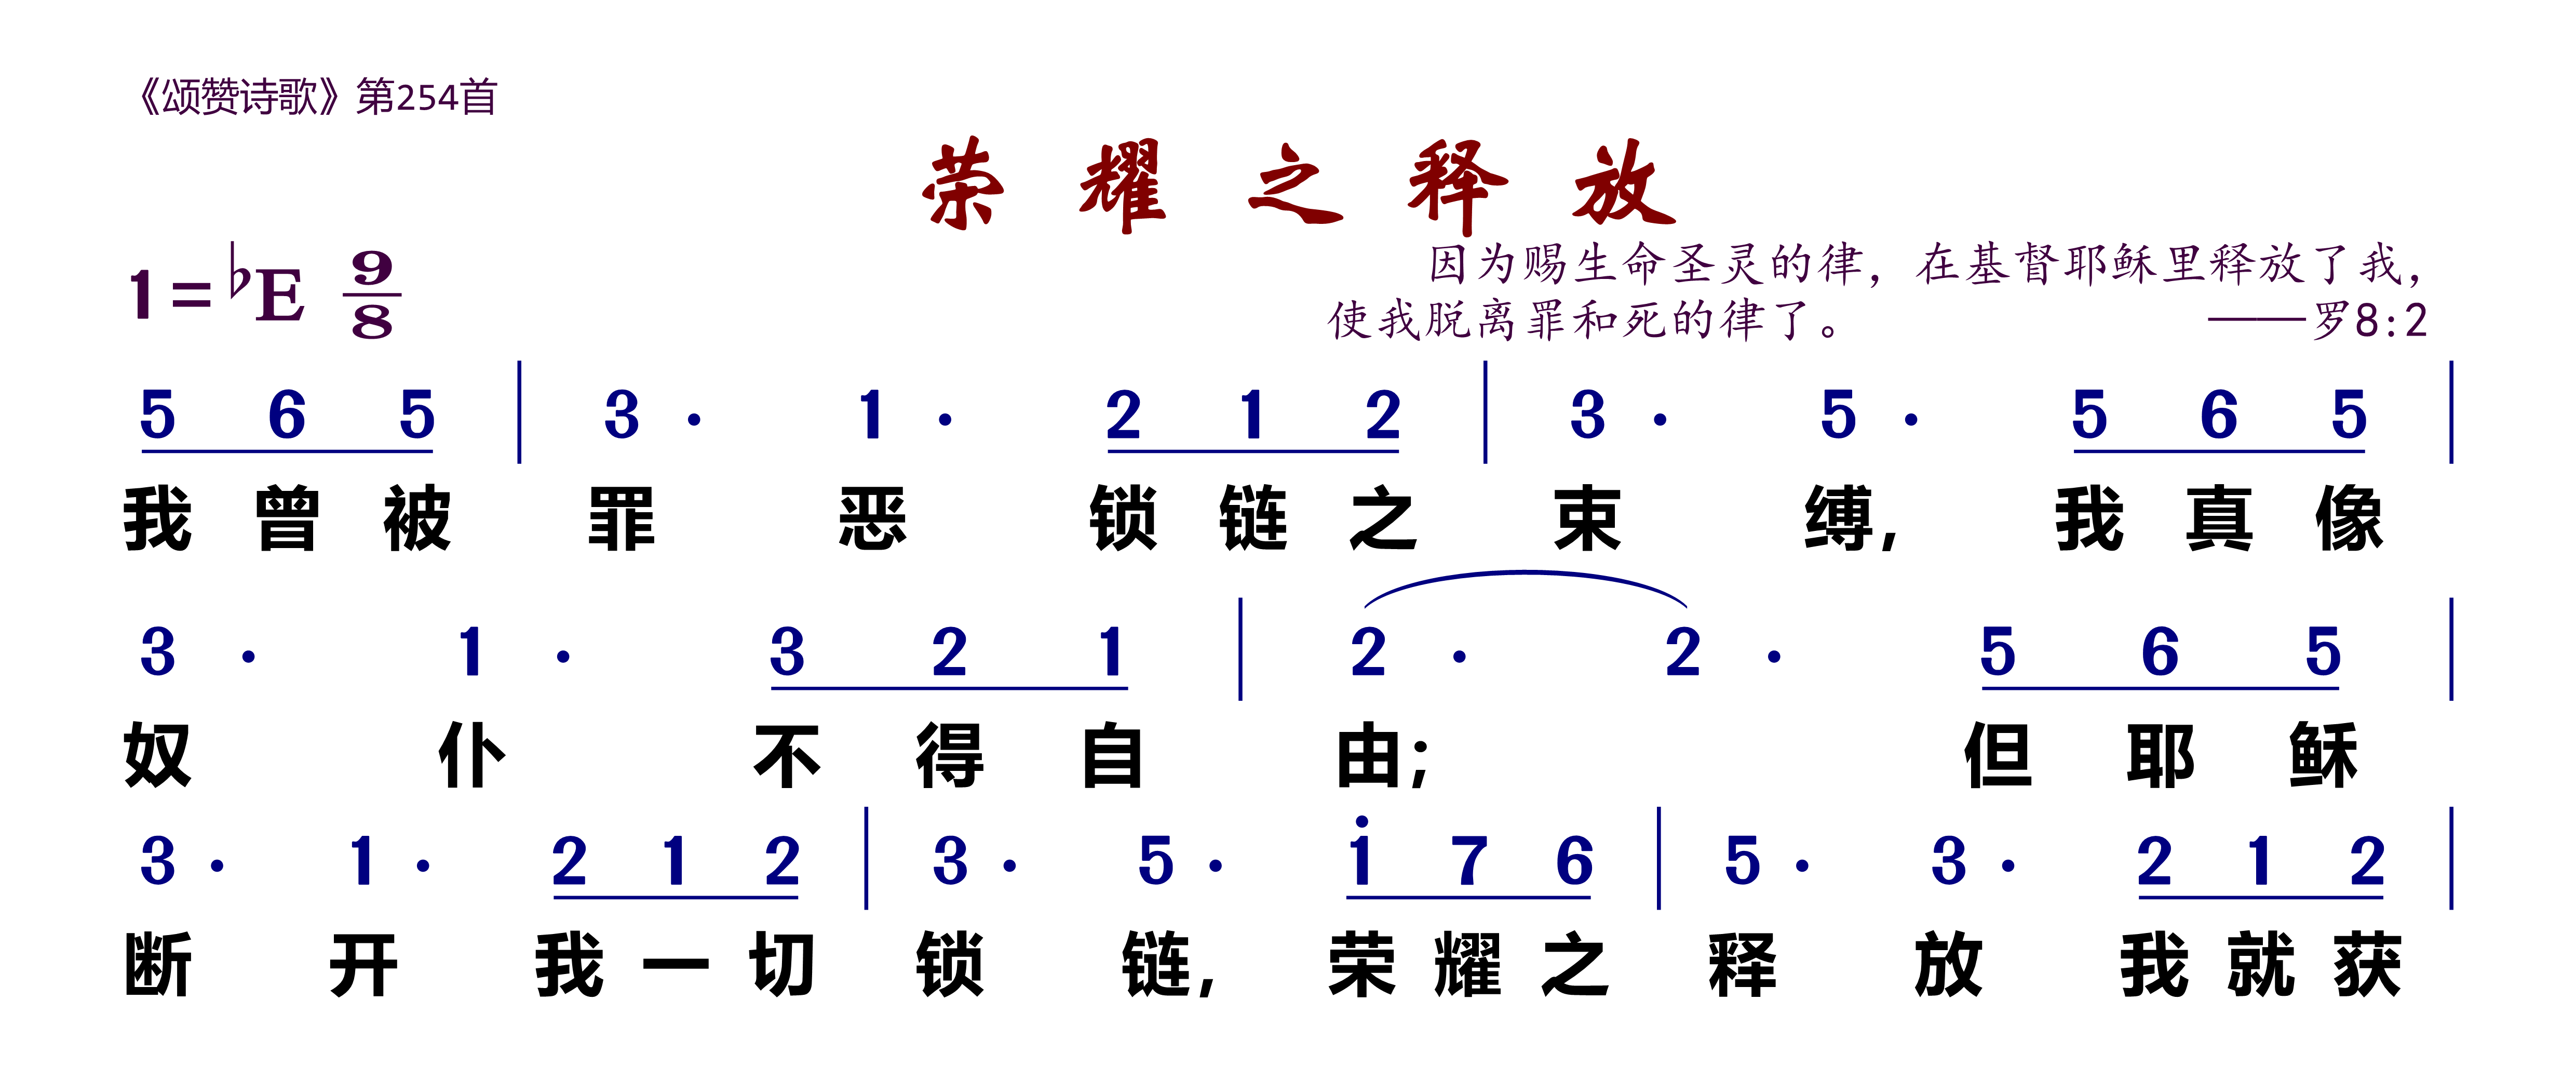 《颂赞诗歌》第254首
荣耀之释放
1=♭E 9/8
因为赐生命圣灵的律，在基督耶稣里释放了我，
使我脱离罪和死的律了。 ——罗8:2
5 6 5 | 3 · 1 · 2 1 2 | 3 · 5 · 5 6 5 |
我曾被罪恶锁链之束缚，我真像
3 · 1 · 3 2 1 | 2 · 2 · 5 6 5 |
奴仆不得自由；但耶稣
3 · 1 · 2 1 2 | 3 · 5 · i 7 6 | 5 · 3 · 2 1 2 |
断开我一切锁链，荣耀之释放我就获